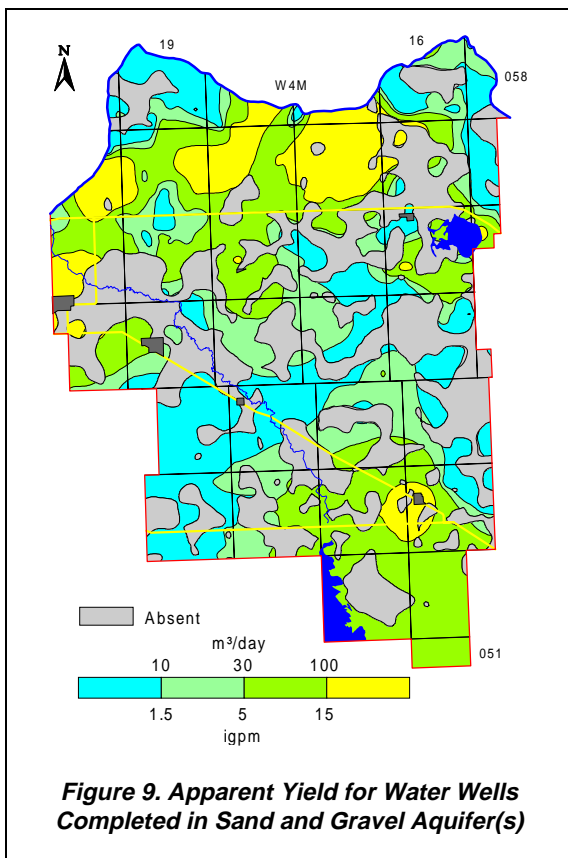 19
16
N
W4M
058
Absent
051
m³/day
10 30 100
1.5 5 15
igpm
Figure 9. Apparent Yield for Water Wells
Completed in Sand and Gravel Aquifer(s)